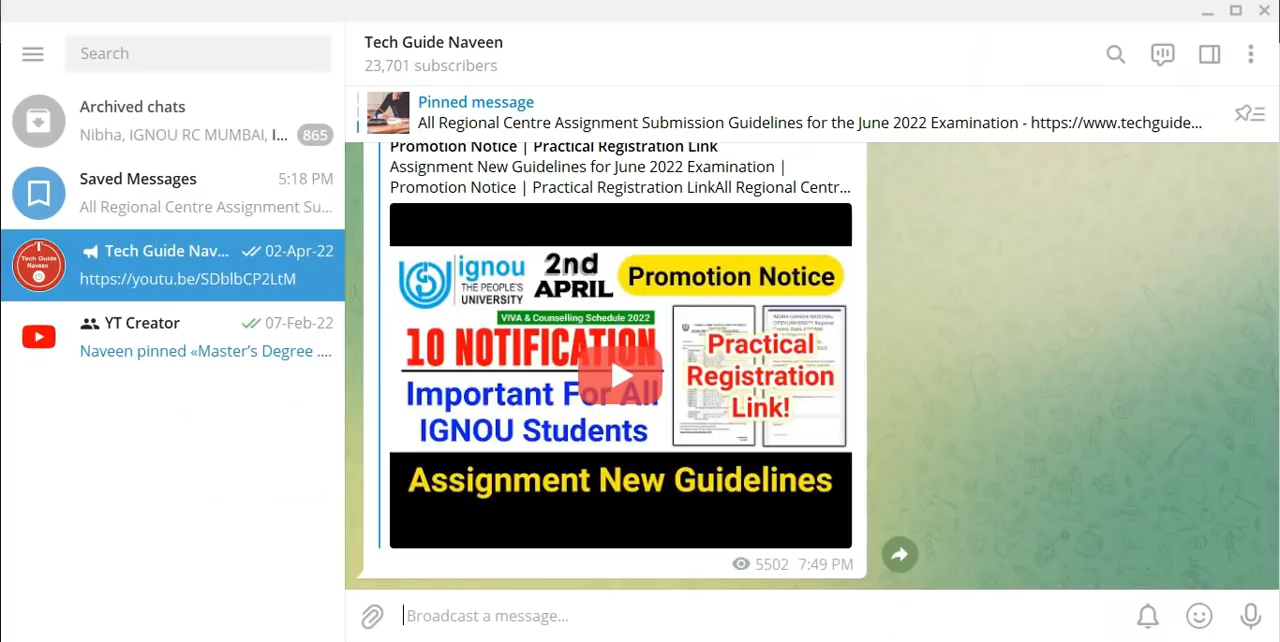 Search
Archived chats
Nibha, IGNOU RC MUMBAI, I...
865
Saved Messages
5:18 PM
All Regional Centre Assignment Su...
Tech Guide Nav...
02-Apr-22
https://youtu.be/SDblbCP2LtM
Tech Guide
Naveen
YT Creator
07-Feb-22
Naveen pinned «Master's Degree ....
Tech Guide Naveen
23,701 subscribers
Pinned message
All Regional Centre Assignment Submission Guidelines for the June 2022 Examination - https://www.techguide...
Promotion Notice | Practical Registration Link
Assignment New Guidelines for June 2022 Examination |
Promotion Notice | Practical Registration LinkAll Regional Centr...
ignou
THE PEOPLE'S
UNIVERSITY
2nd
APRIL
Promotion Notice
VIVA & Counselling Schedule 2022
10 NOTIFICATION
Important For All
IGNOU Students
Practical
Registration
Link!
Assignment New Guidelines
5502 7:49 PM
Broadcast a message...